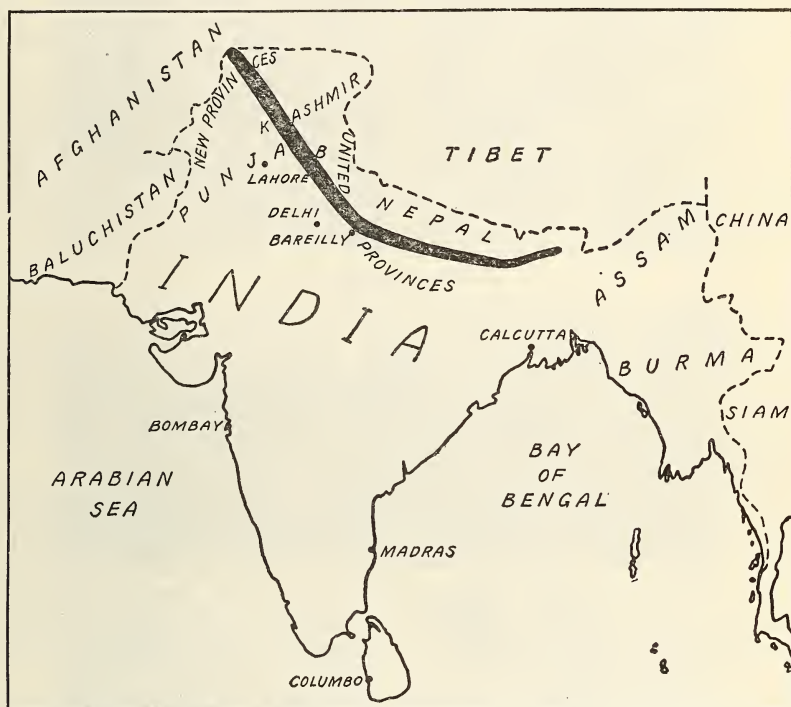 AFGHANISTAN
NEW PROVINCES
KASHMIR
PUNJAB
LAHORE
UNITED
PROVINCES
TIBET
NEPAL
BALUCHISTAN
DELHI
BAREILLY
INDIA
ASSAM
CHINA
CALCUTTA
BURMA
SIAM
BOMBAY
ARABIAN
SEA
BAY
OF
BENGAL
MADRAS
COLUMBO